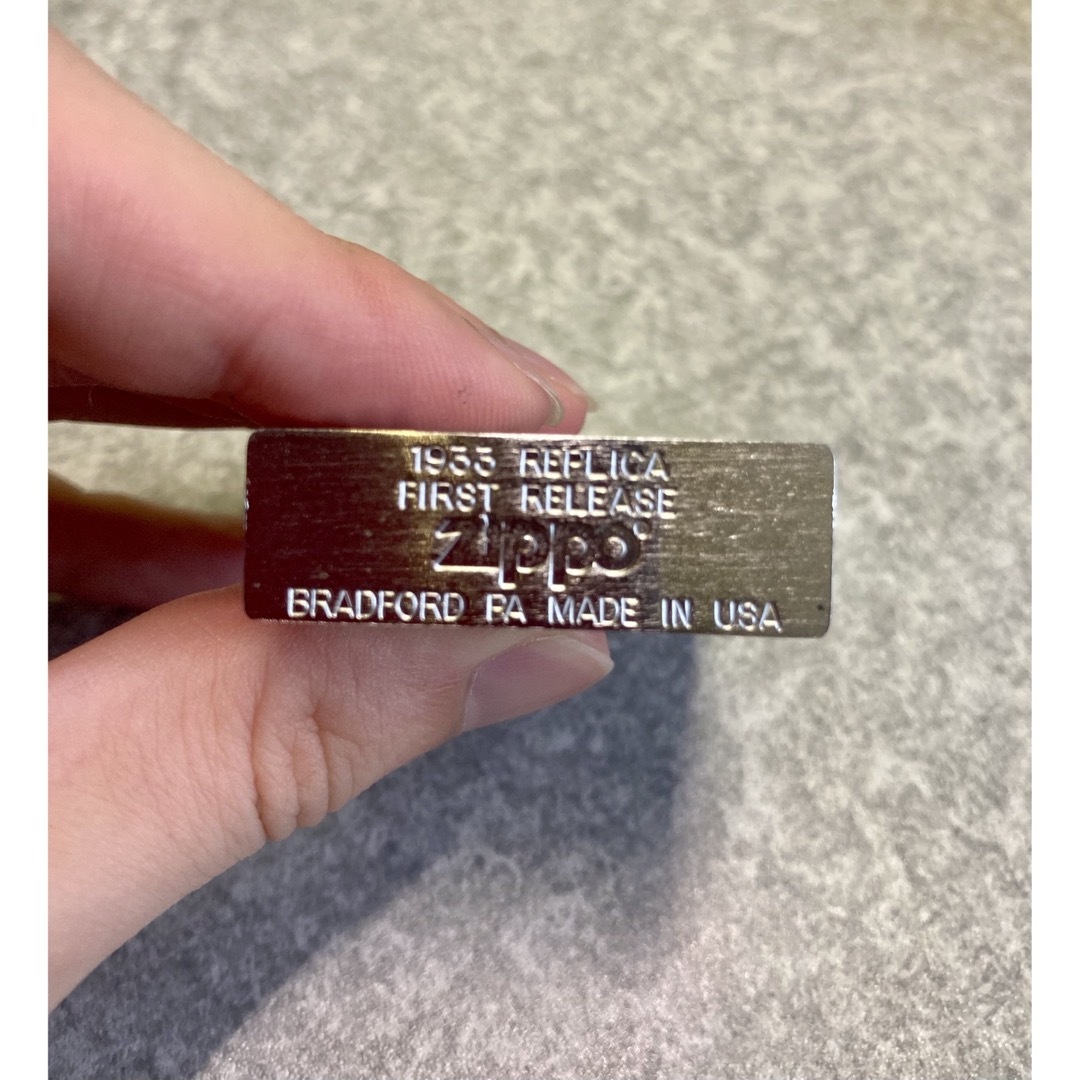 1933 REPLICA
FIRST RELEASE
Zippo
BRADFORD PA MADE IN USA